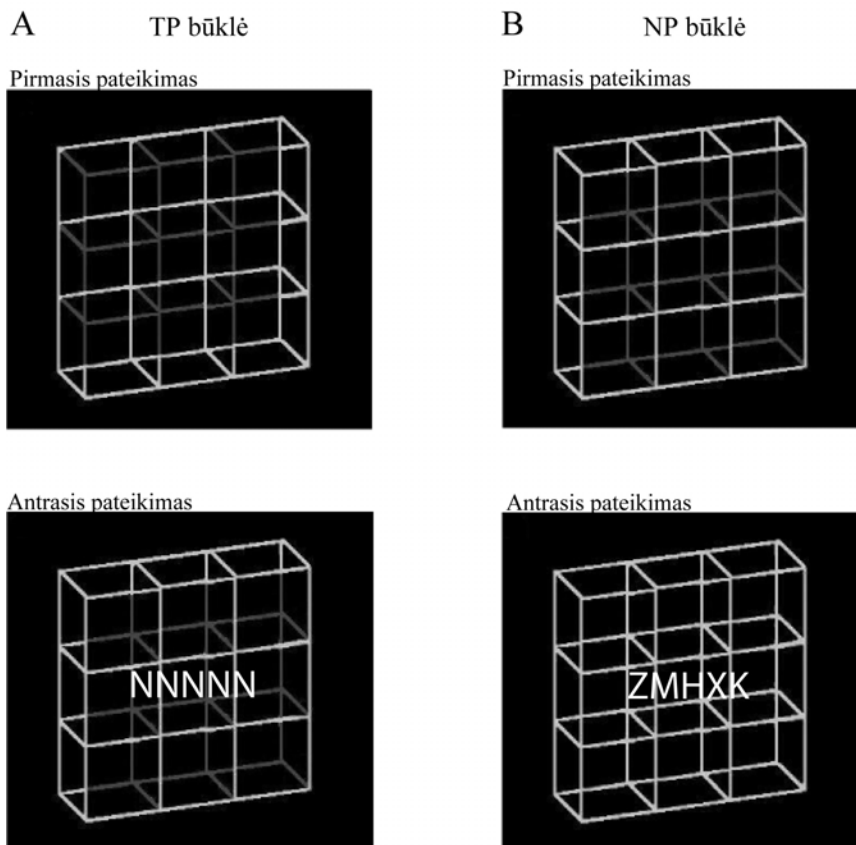 A TP būklė
B NP būklė
Pirmasis pateikimas
Pirmasis pateikimas
Antrasis pateikimas
Antrasis pateikimas
NNNNN
ZMHXK